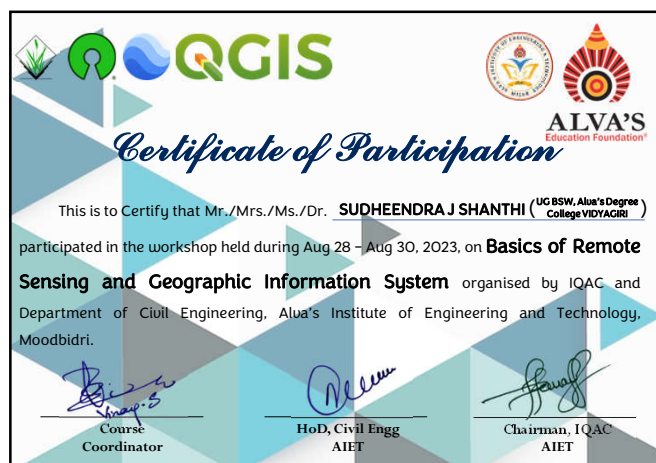 QGIS
ALVA'S
Education Foundation®
Certificate of Participation
This is to Certify that Mr./Mrs./Ms./Dr. SUDHEENDRA J SHANTHI (UG BSW, Alva's Degree College VIDYAGIRI)
participated in the workshop held during Aug 28 – Aug 30, 2023, on Basics of Remote
Sensing and Geographic Information System organised by IQAC and
Department of Civil Engineering, Alva's Institute of Engineering and Technology,
Moodbidri.
Vinay.S
Course
Coordinator
HoD, Civil Engg
AIET
Chairman, IQAC
AIET